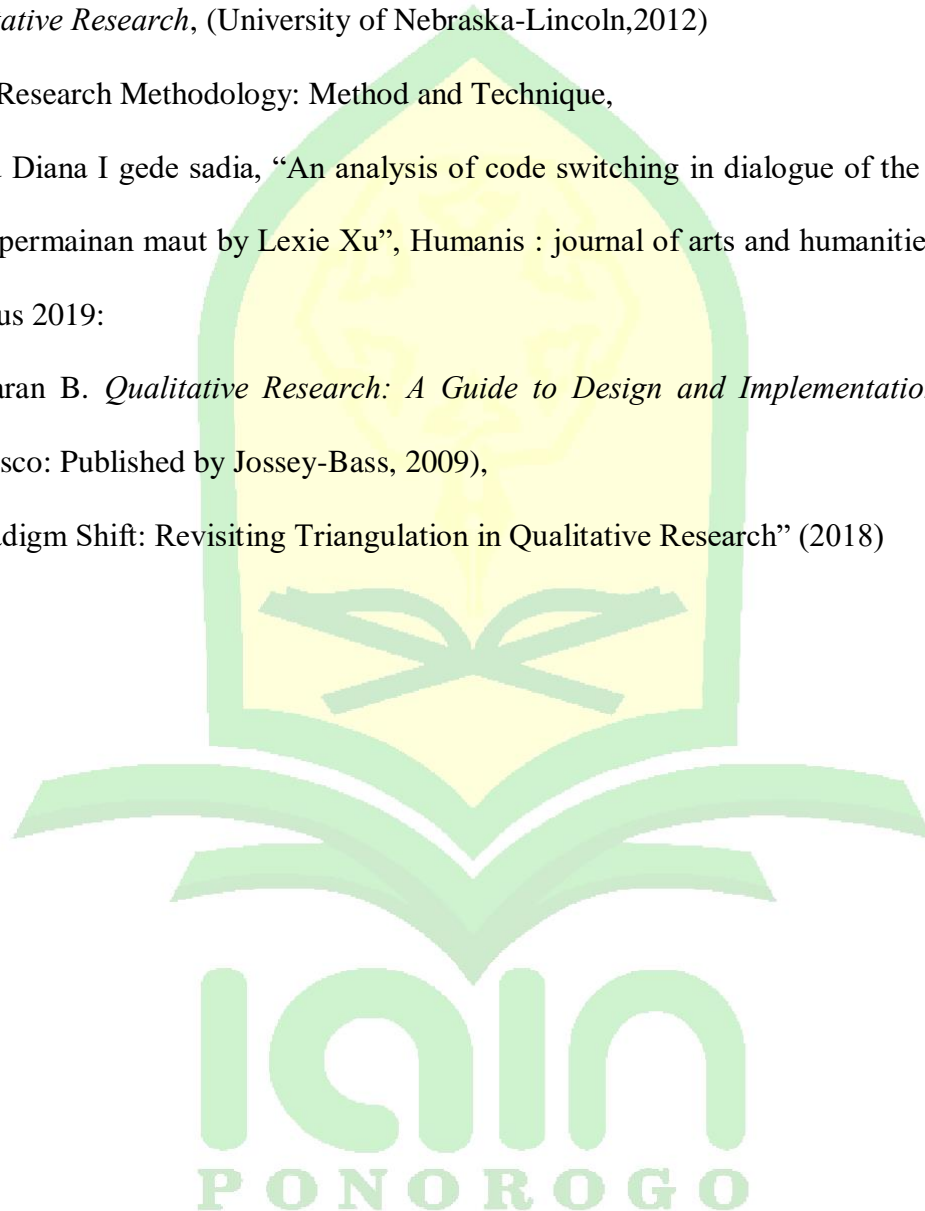 tative Research, (University of Nebraska-Lincoln,2012)
Research Methodology: Method and Technique,
Diana I gede sadia, “An analysis of code switching in dialogue of the
permainan maut by Lexie Xu”, Humanis : journal of arts and humanitie
us 2019:
aran B. Qualitative Research: A Guide to Design and Implementation
sco: Published by Jossey-Bass, 2009),
digm Shift: Revisiting Triangulation in Qualitative Research” (2018)
iain
PONOROGO